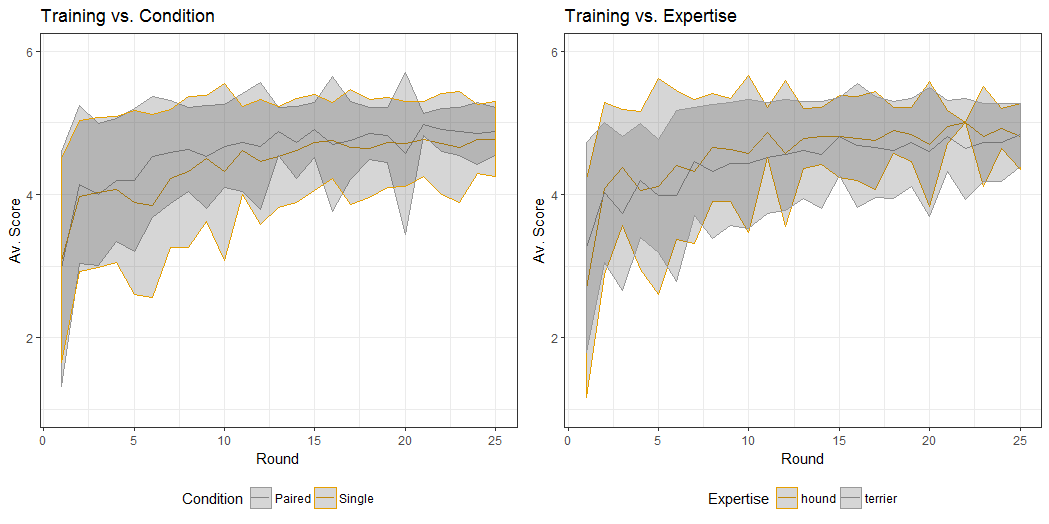 Training vs. Condition
Av. Score
6
4
2
0
5
10
15
20
25
Round
Condition Paired Single
Training vs. Expertise
Av. Score
6
4
2
0
5
10
15
20
25
Round
Expertise hound terrier